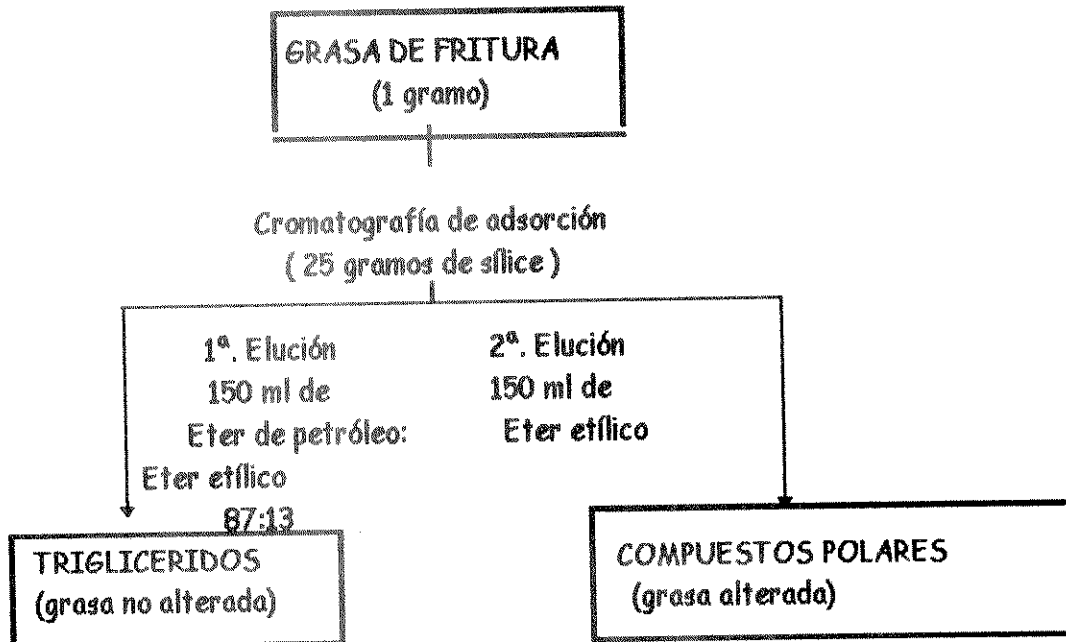 GRASA DE FRITURA
(1 gramo)
Cromatografía de adsorción
( 25 gramos de sílice )
1ª. Elución
150 ml de
Eter de petróleo:
Eter etílico
87:13
2ª. Elución
150 ml de
Eter etílico
TRIGLICERIDOS
(grasa no alterada)
COMPUESTOS POLARES
(grasa alterada)